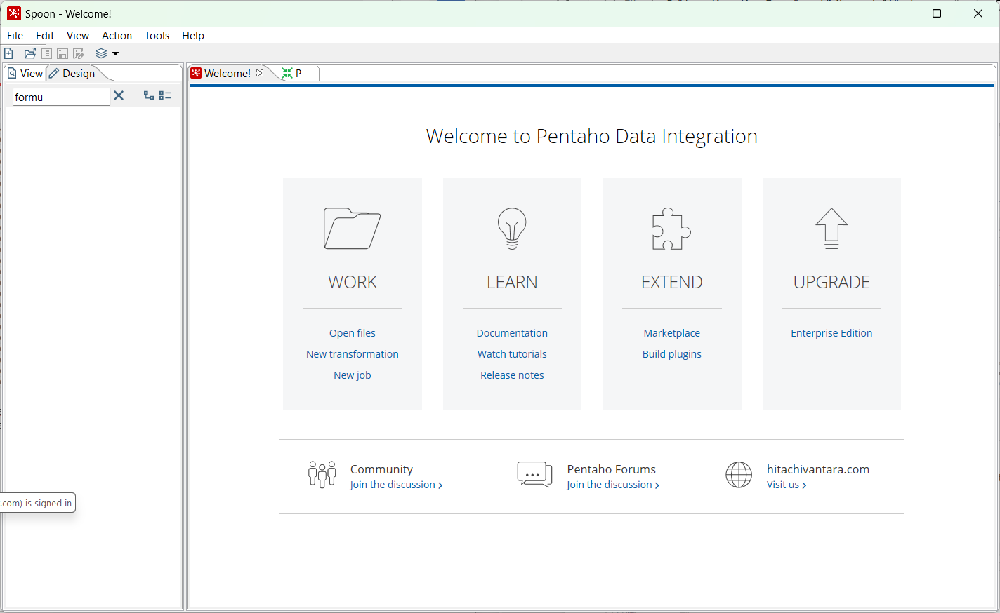 Spoon - Welcome!
File Edit View Action Tools Help
View Design
Welcome! P
formu
Welcome to Pentaho Data Integration
WORK
Open files
New transformation
New job
LEARN
Documentation
Watch tutorials
Release notes
EXTEND
Marketplace
Build plugins
UPGRADE
Enterprise Edition
Community
Join the discussion
Pentaho Forums
Join the discussion
hitachivantara.com
Visit us
.com) is signed in